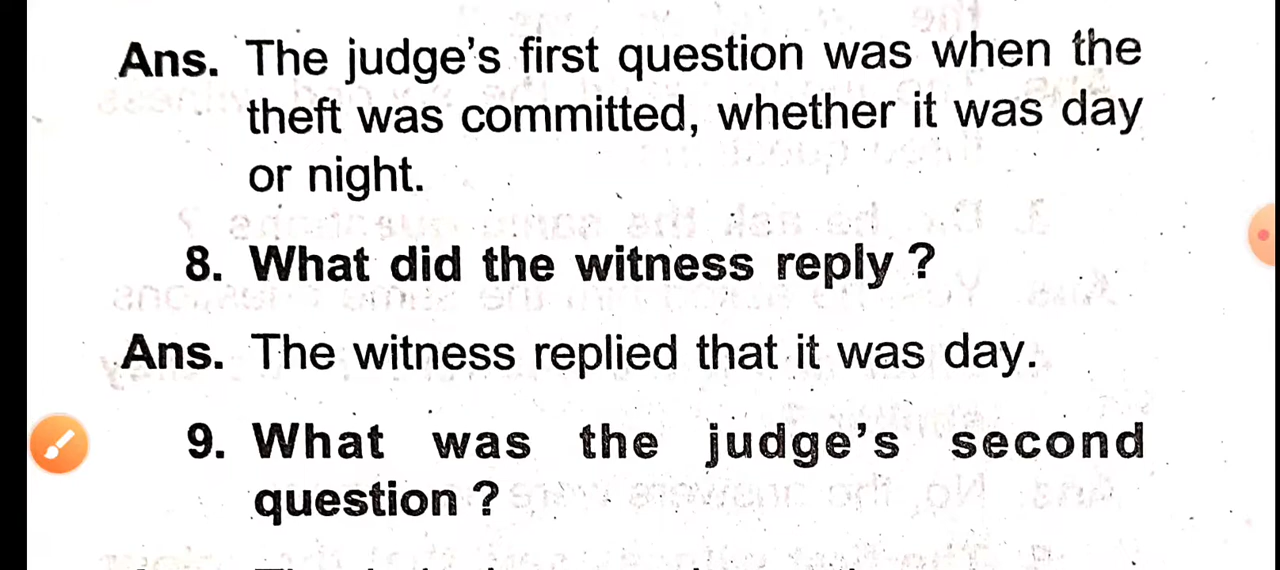 Ans. The judge's first question was when the
theft was committed, whether it was day
or night.
8. What did the witness reply ?
Ans. The witness replied that it was day.
9. What was the judge's second
question ?